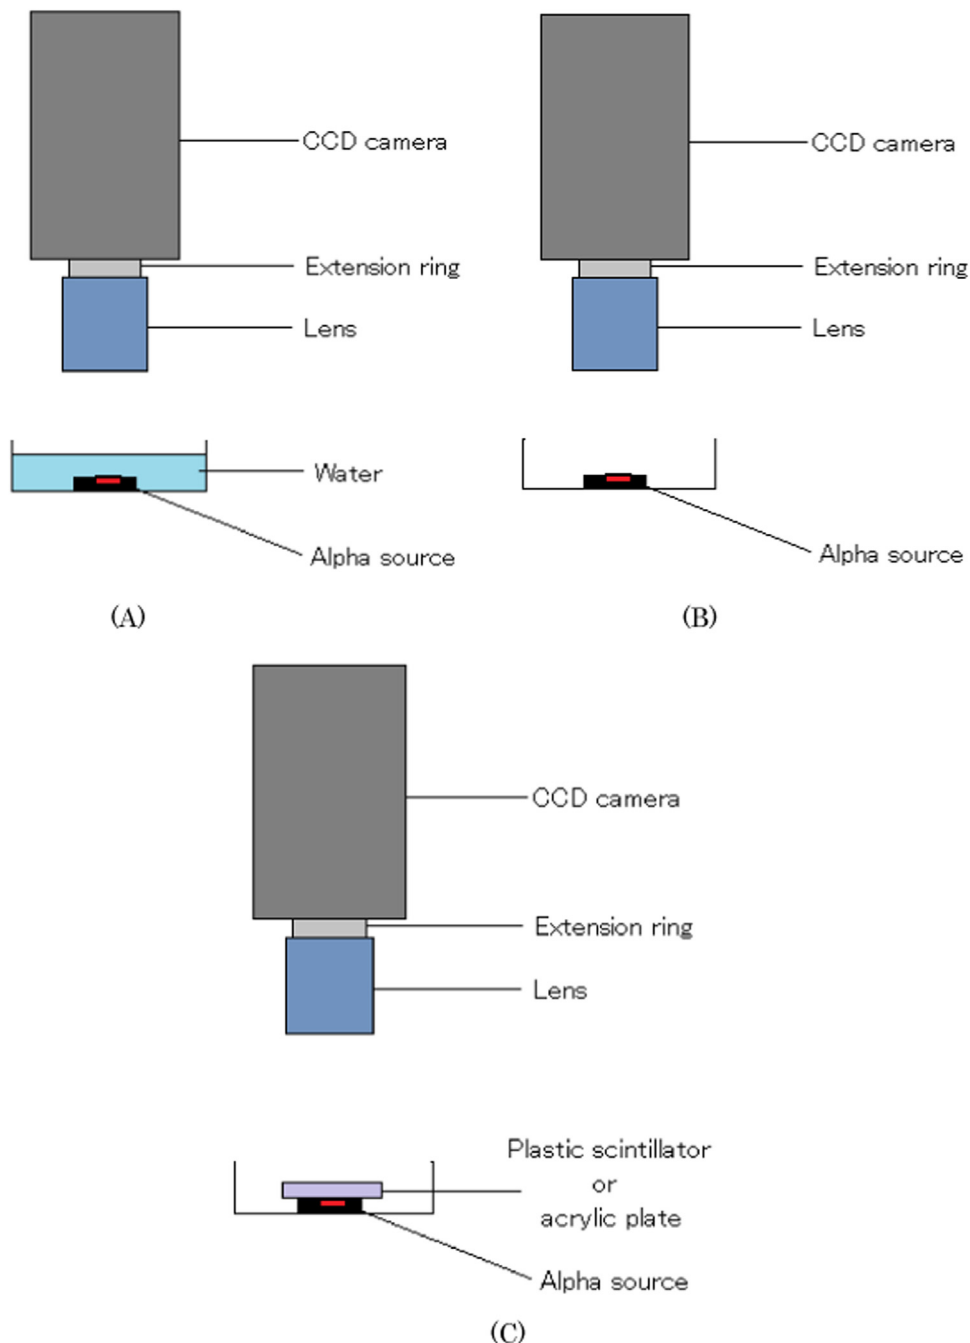 CCD camera
Extension ring
Lens
Water
Alpha source
(A)
CCD camera
Extension ring
Lens
Alpha source
(B)
CCD camera
Extension ring
Lens
Plastic scintillator
or
acrylic plate
Alpha source
(C)